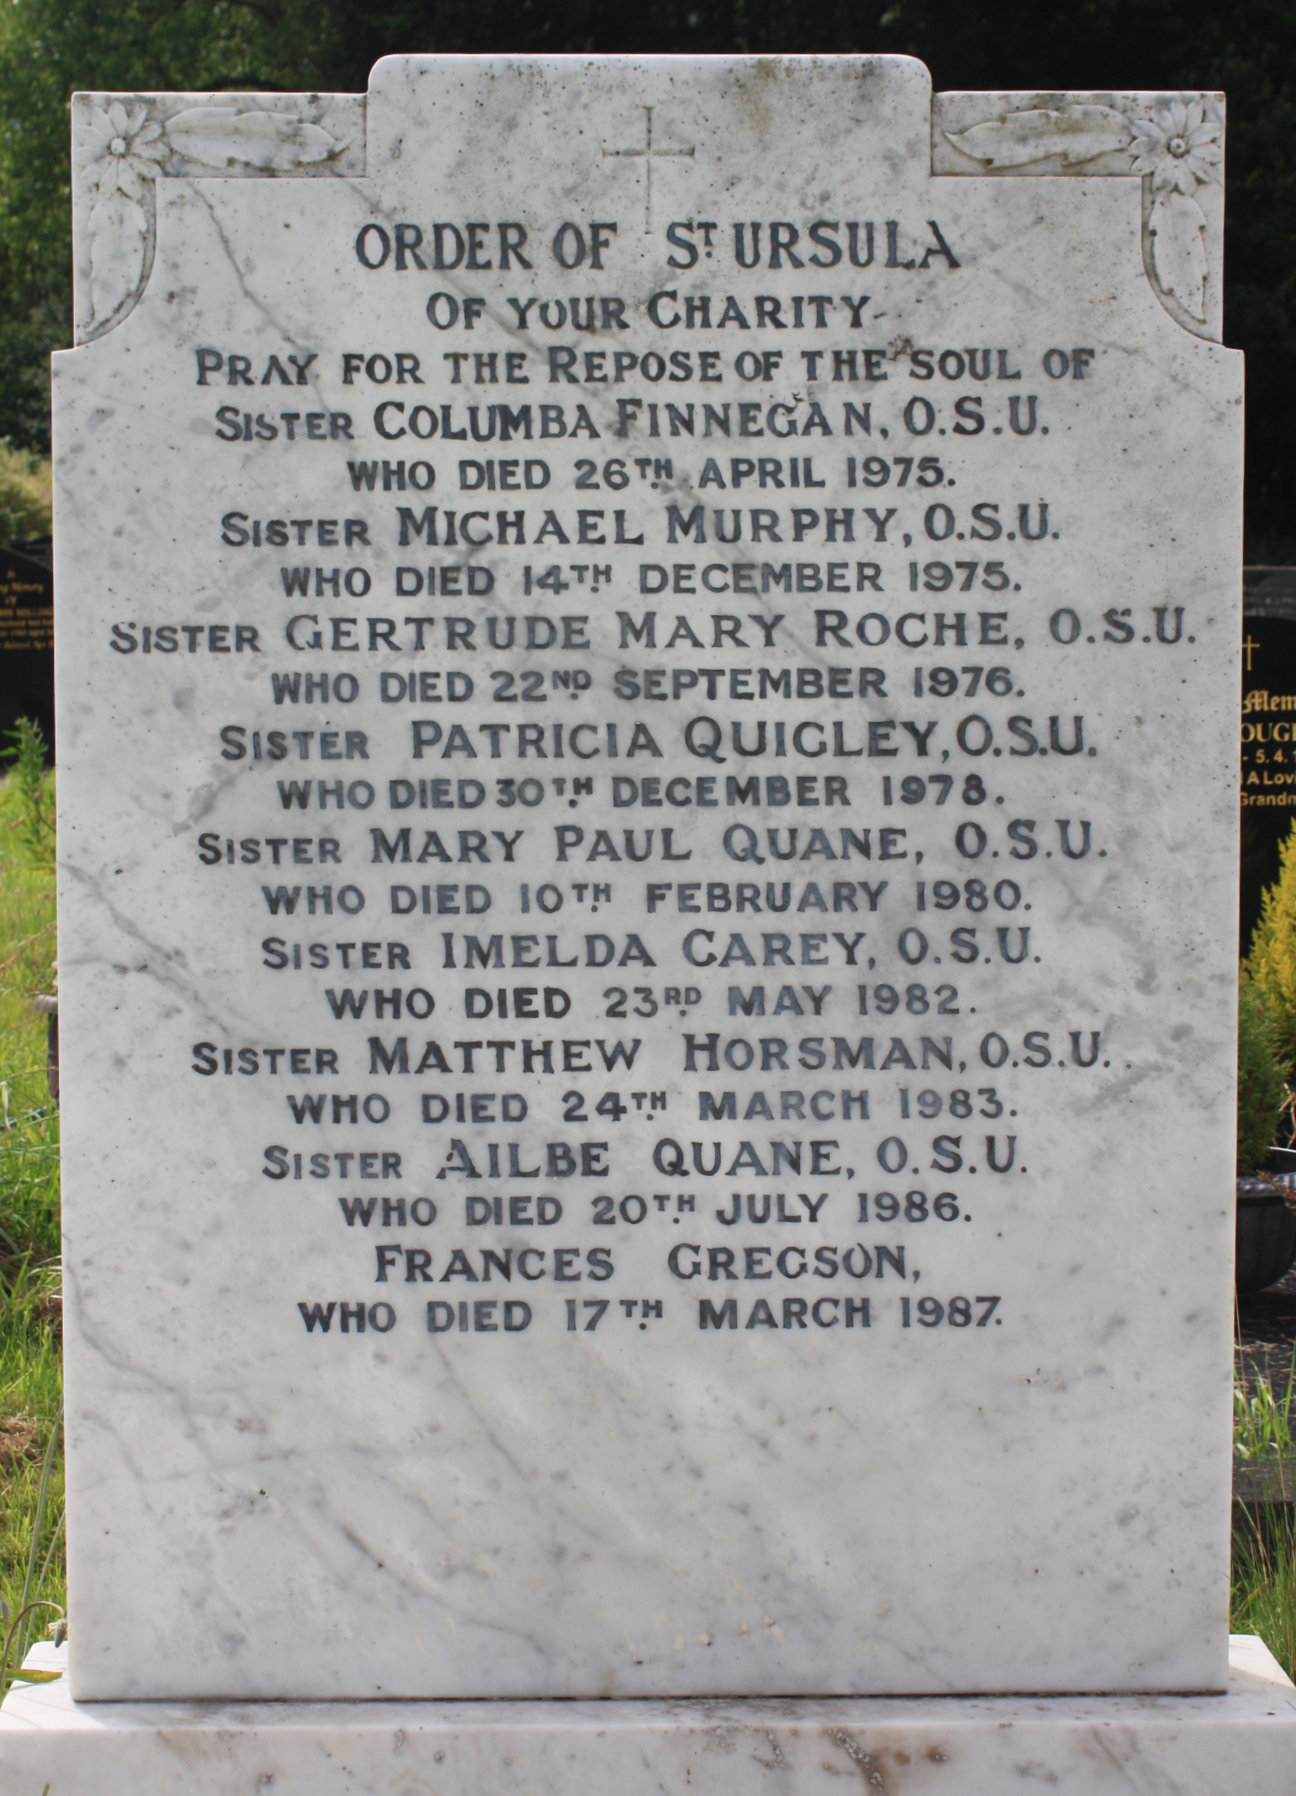 ORDER OF ST. URSULA
OF YOUR CHARITY
PRAY FOR THE REPOSE OF THE SOUL OF
SISTER COLUMBA FINNEGAN, O.S.U.
WHO DIED 26TH APRIL 1975.
SISTER MICHAEL MURPHY, O.S.U.
WHO DIED 14TH DECEMBER 1975.
SISTER GERTRUDE MARY ROCHE, O.S.U.
WHO DIED 22ND SEPTEMBER 1976.
SISTER PATRICIA QUIGLEY, O.S.U.
WHO DIED 30TH DECEMBER 1978.
SISTER MARY PAUL QUANE, O.S.U.
WHO DIED 10TH FEBRUARY 1980.
SISTER IMELDA CAREY, O.S.U.
WHO DIED 23RD MAY 1982.
SISTER MATTHEW HORSMAN, O.S.U.
WHO DIED 24TH MARCH 1983.
SISTER AILBE QUANE, O.S.U.
WHO DIED 20TH JULY 1986.
FRANCES GREGSON,
WHO DIED 17TH MARCH 1987.